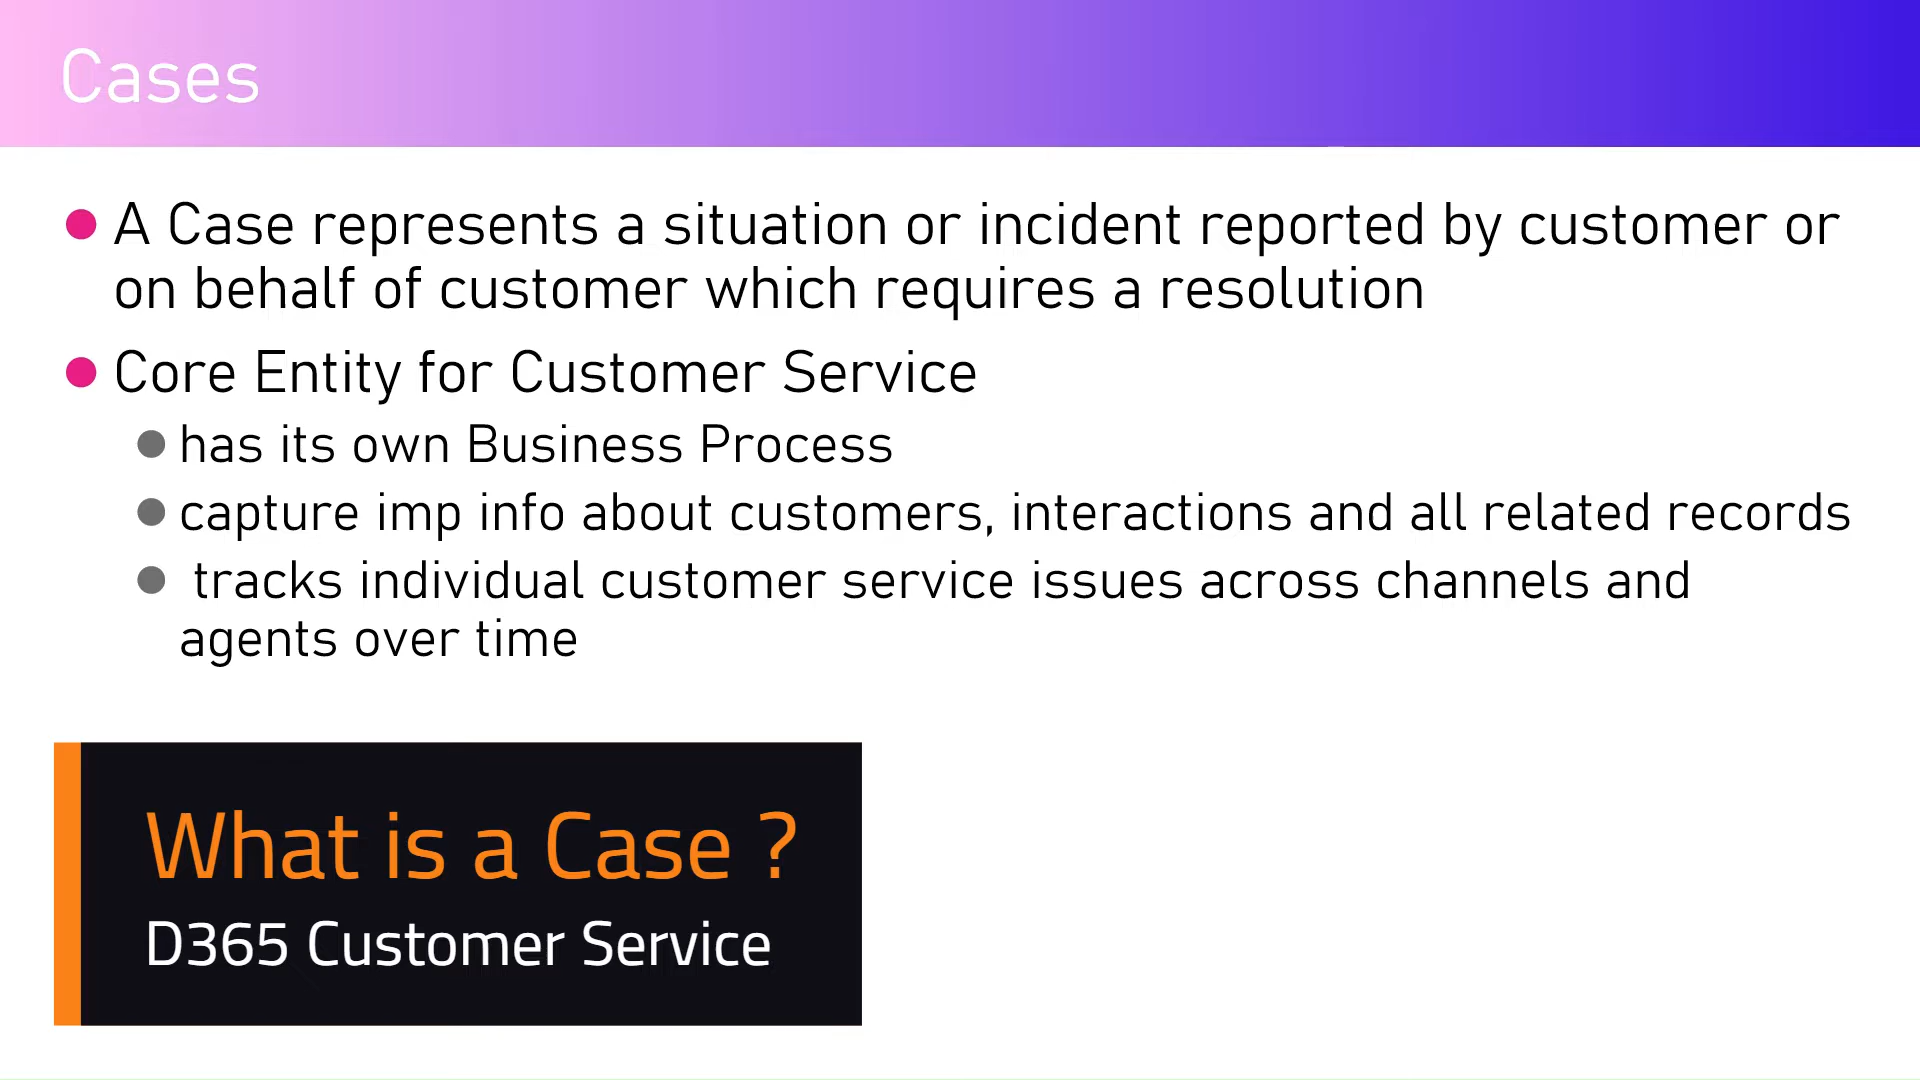 Cases
A Case represents a situation or incident reported by customer or
on behalf of customer which requires a resolution
Core Entity for Customer Service
has its own Business Process
capture imp info about customers, interactions and all related records
tracks individual customer service issues across channels and
agents over time
What is a Case ?
D365 Customer Service